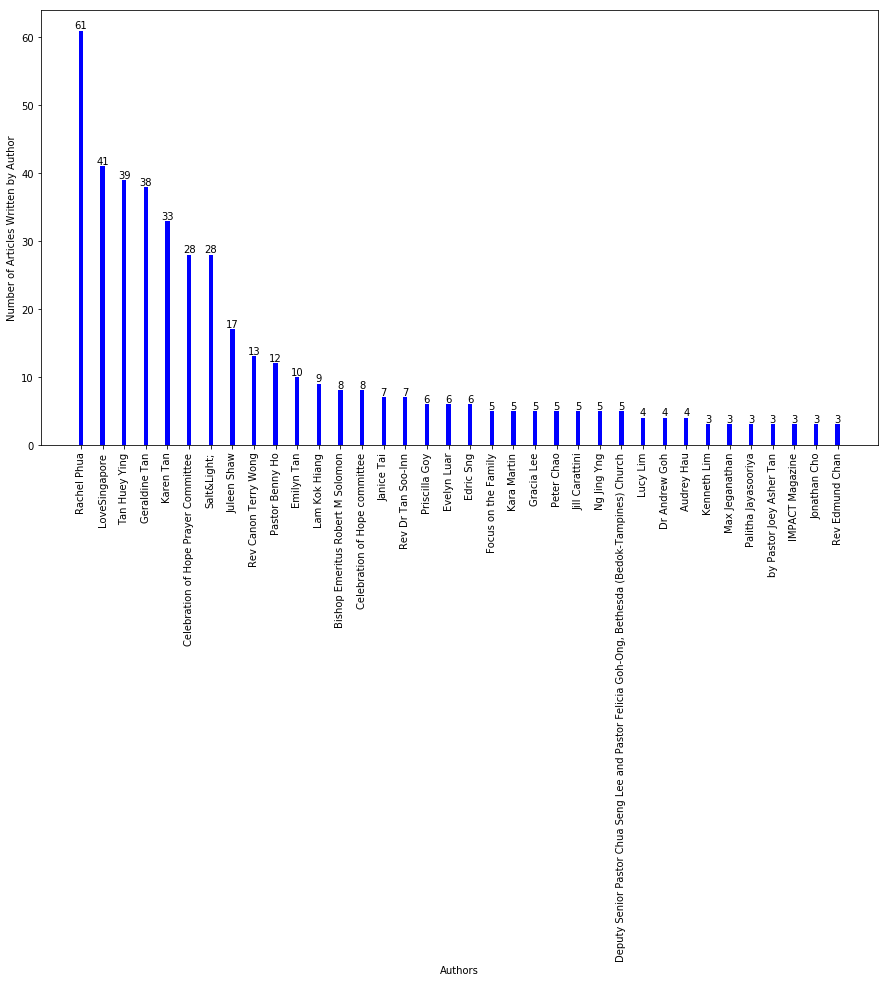 Number of Articles Written by Author
60
50
40
30
20
10
0
61
41
39
38
33
28
28
17
13
12
10
9
8
8
7
7
6
6
6
5
5
5
5
5
5
5
4
4
4
3
3
3
3
3
3
3
Rachel Phua
LoveSingapore
Tan Huey Ying
Geraldine Tan
Karen Tan
Celebration of Hope Prayer Committee
Salt&Light;
Juleen Shaw
Rev Canon Terry Wong
Pastor Benny Ho
Emilyn Tan
Lam Kok Hiang
Bishop Emeritus Robert M Solomon
Celebration of Hope committee
Janice Tai
Rev Dr Tan Soo-Inn
Priscilla Goy
Evelyn Luar
Edric Sng
Focus on the Family
Kara Martin
Gracia Lee
Peter Chao
Jill Carattini
Ng Jing Yng
Deputy Senior Pastor Chua Seng Lee and Pastor Felicia Goh-Ong, Bethesda (Bedok-Tampines) Church
Lucy Lim
Dr Andrew Goh
Audrey Hau
Kenneth Lim
Max Jeganathan
Palitha Jayasooriya
by Pastor Joey Asher Tan
IMPACT Magazine
Jonathan Cho
Rev Edmund Chan
Authors